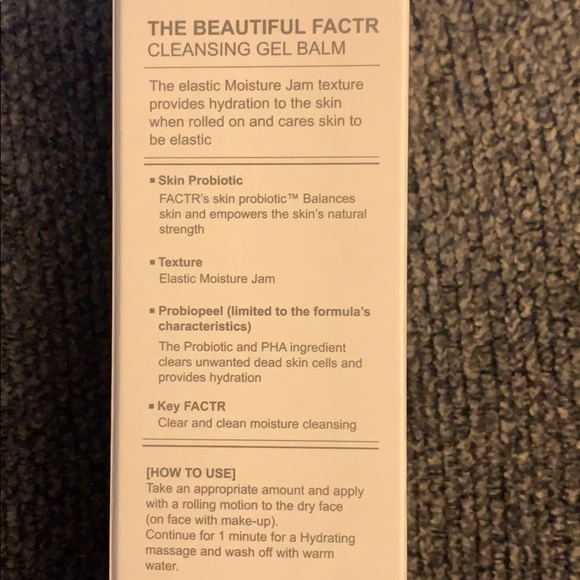 THE BEAUTIFUL FACTR
CLEANSING GEL BALM
The elastic Moisture Jam texture
provides hydration to the skin
when rolled on and cares skin to
be elastic
▪ Skin Probiotic
FACTR's skin probiotic™ Balances
skin and empowers the skin's natural
strength
▪ Texture
Elastic Moisture Jam
▪ Probiopeel (limited to the formula's
characteristics)
The Probiotic and PHA ingredient
clears unwanted dead skin cells and
provides hydration
▪ Key FACTR
Clear and clean moisture cleansing
[HOW TO USE]
Take an appropriate amount and apply
with a rolling motion to the dry face
(on face with make-up).
Continue for 1 minute for a Hydrating
massage and wash off with warm
water.